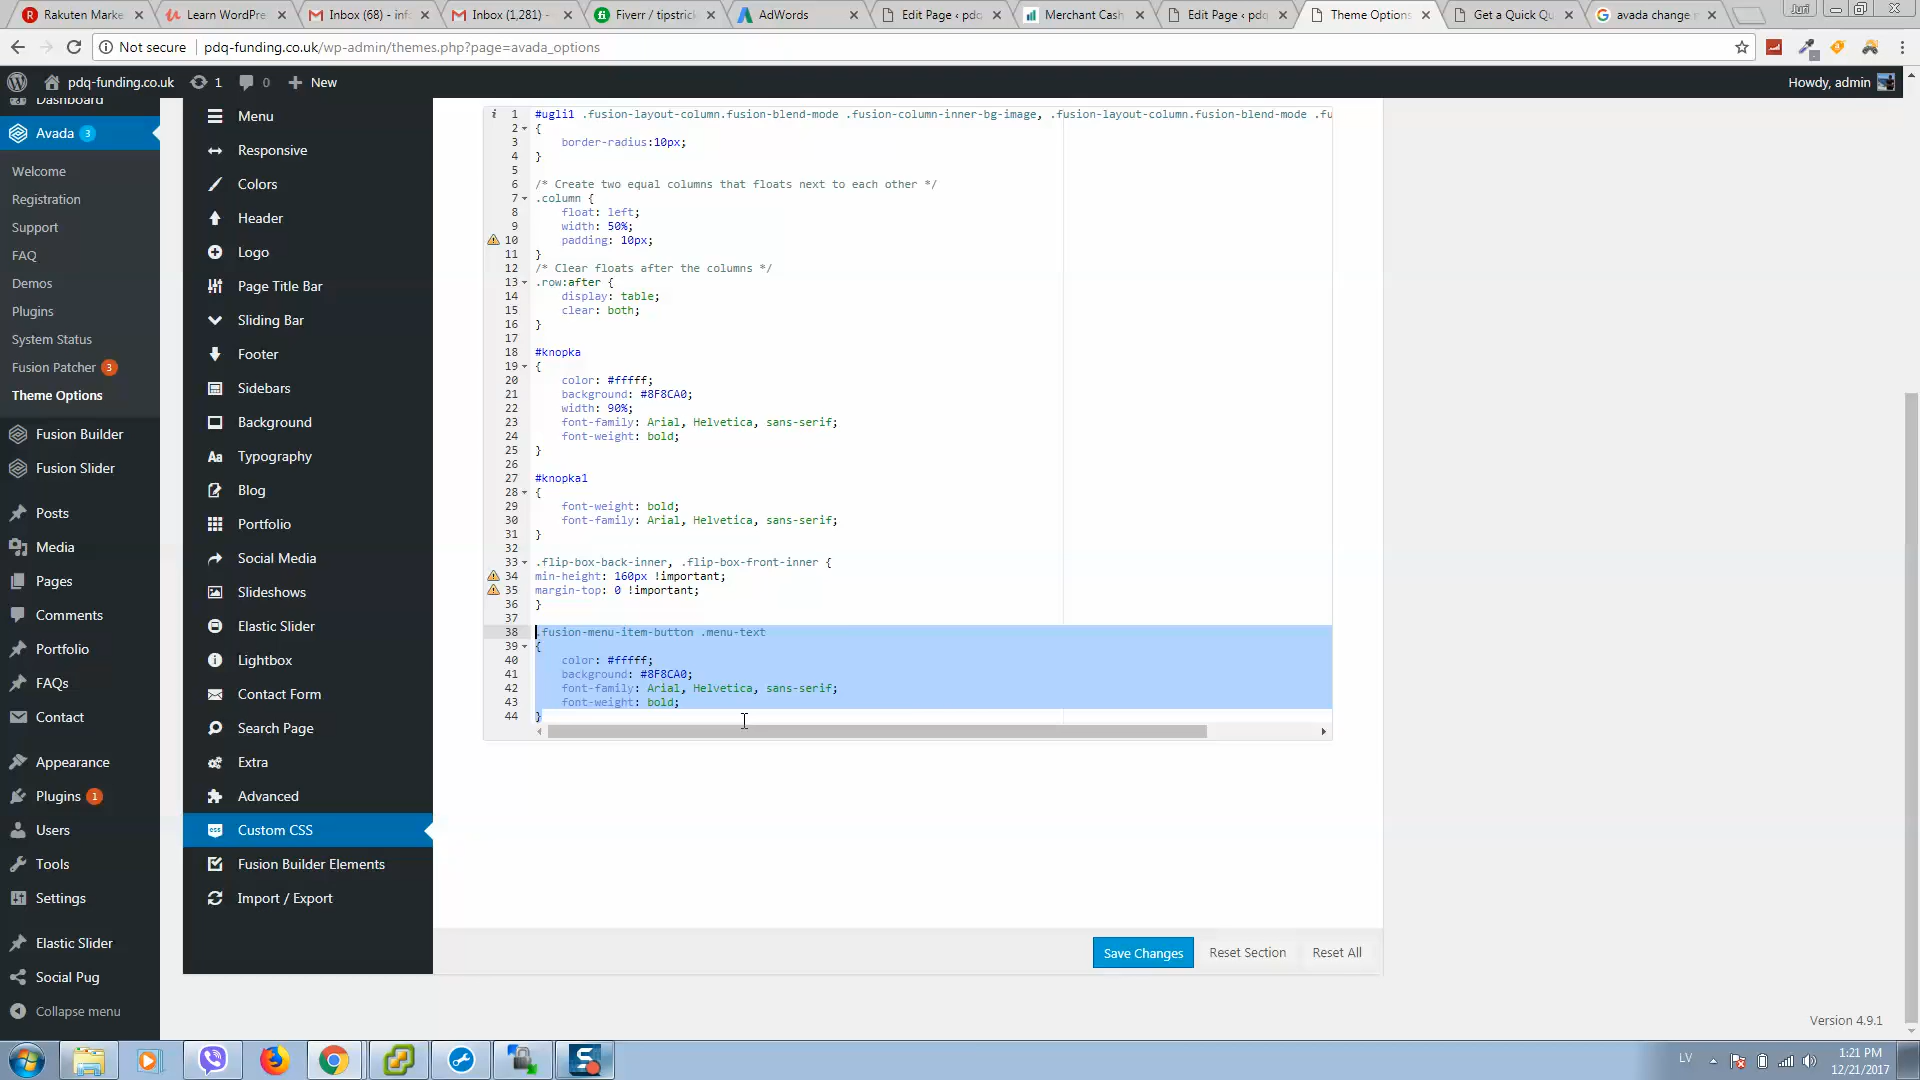 Rakuten Marke
Learn WordPre
Inbox (68) - inf
Inbox (1,281) -
Fiverr / tipstrick
AdWords
Edit Page ‹ pdq
Merchant Cash
Edit Page ‹ pdq
Theme Options
Get a Quick Qu
avada change
Juri
Not secure
pdq-funding.co.uk/wp-admin/themes.php?page=avada_options
pdq-funding.co.uk
1
0
New
Howdy, admin
Dashboard
Avada 3
Welcome
Registration
Support
FAQ
Demos
Plugins
System Status
Fusion Patcher 3
Theme Options
Fusion Builder
Fusion Slider
Posts
Media
Pages
Comments
Portfolio
FAQs
Contact
Appearance
Plugins 1
Users
Tools
Settings
Elastic Slider
Social Pug
Collapse menu
Menu
Responsive
Colors
Header
Logo
Page Title Bar
Sliding Bar
Footer
Sidebars
Background
Typography
Blog
Portfolio
Social Media
Slideshows
Elastic Slider
Lightbox
Contact Form
Search Page
Extra
Advanced
Custom CSS
Fusion Builder Elements
Import / Export
1 #ugli1 .fusion-layout-column.fusion-blend-mode .fusion-column-inner-bg-image, .fusion-layout-column.fusion-blend-mode .fu
2 {
3 border-radius:10px;
4 }
5
6 /* Create two equal columns that floats next to each other */
7 .column {
8 float: left;
9 width: 50%;
10 padding: 10px;
11 }
12 /* Clear floats after the columns */
13 .row:after {
14 display: table;
15 clear: both;
16 }
17
18 #knopka
19 {
20 color: #fffff;
21 background: #8F8CA0;
22 width: 90%;
23 font-family: Arial, Helvetica, sans-serif;
24 font-weight: bold;
25 }
26
27 #knopka1
28 {
29 font-weight: bold;
30 font-family: Arial, Helvetica, sans-serif;
31 }
32
33 .flip-box-back-inner, .flip-box-front-inner {
34 min-height: 160px !important;
35 margin-top: 0 !important;
36 }
37
38 .fusion-menu-item-button .menu-text
39 {
40 color: #fffff;
41 background: #8F8CA0;
42 font-family: Arial, Helvetica, sans-serif;
43 font-weight: bold;
44 }
Save Changes
Reset Section
Reset All
Version 4.9.1
LV
1:21 PM
12/21/2017